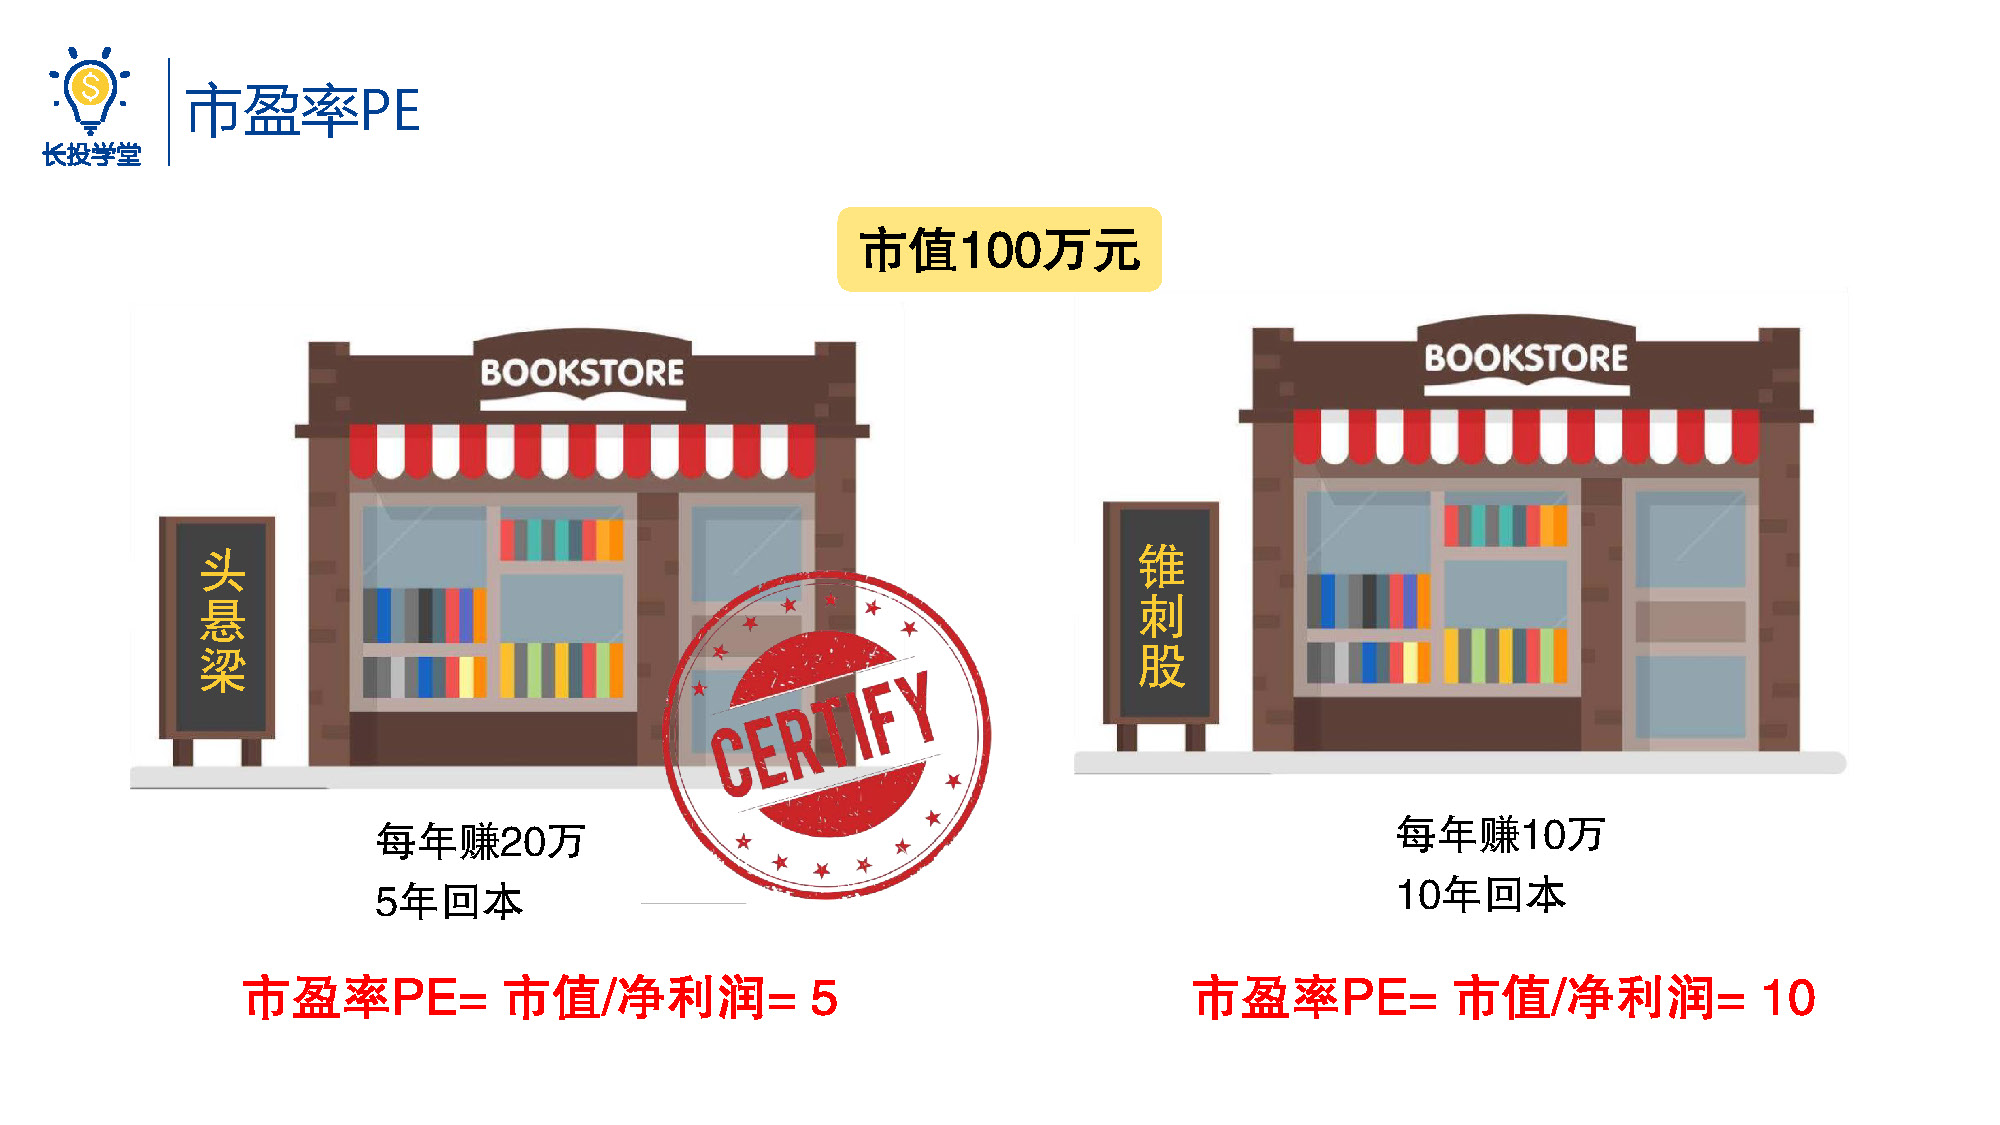 长投学堂
市盈率PE
市值100万元
BOOKSTORE
头悬梁
CERTIFY
每年赚20万
5年回本
市盈率PE= 市值/净利润= 5
BOOKSTORE
锥刺股
每年赚10万
10年回本
市盈率PE= 市值/净利润= 10